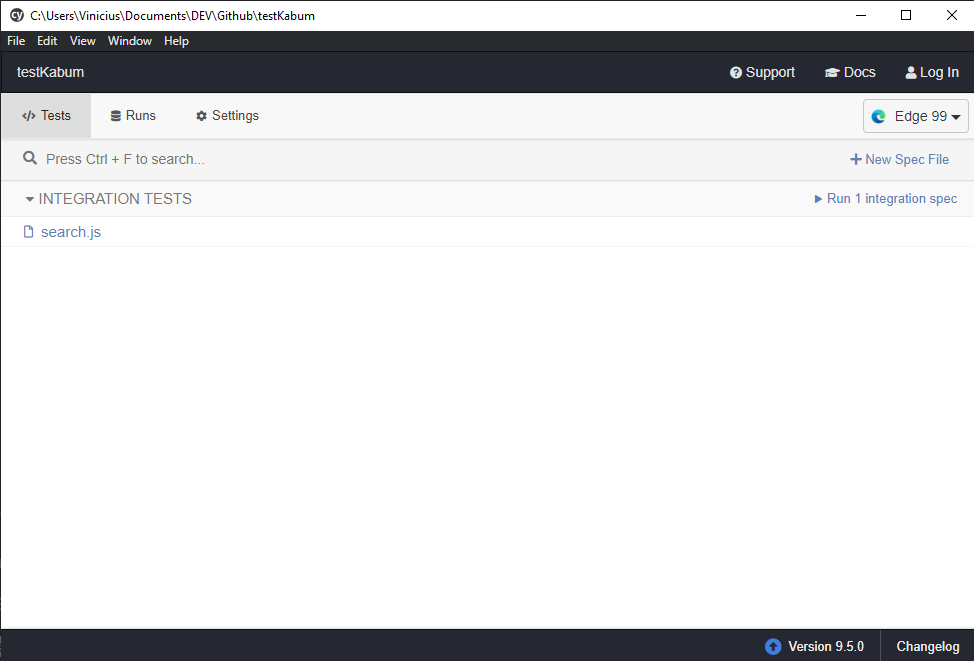 cy C:\Users\Vinicius\Documents\DEV\Github\testKabum
File Edit View Window Help
testKabum Support Docs Log In
</> Tests Runs Settings Edge 99
Press Ctrl + F to search... + New Spec File
INTEGRATION TESTS Run 1 integration spec
search.js
Version 9.5.0 Changelog